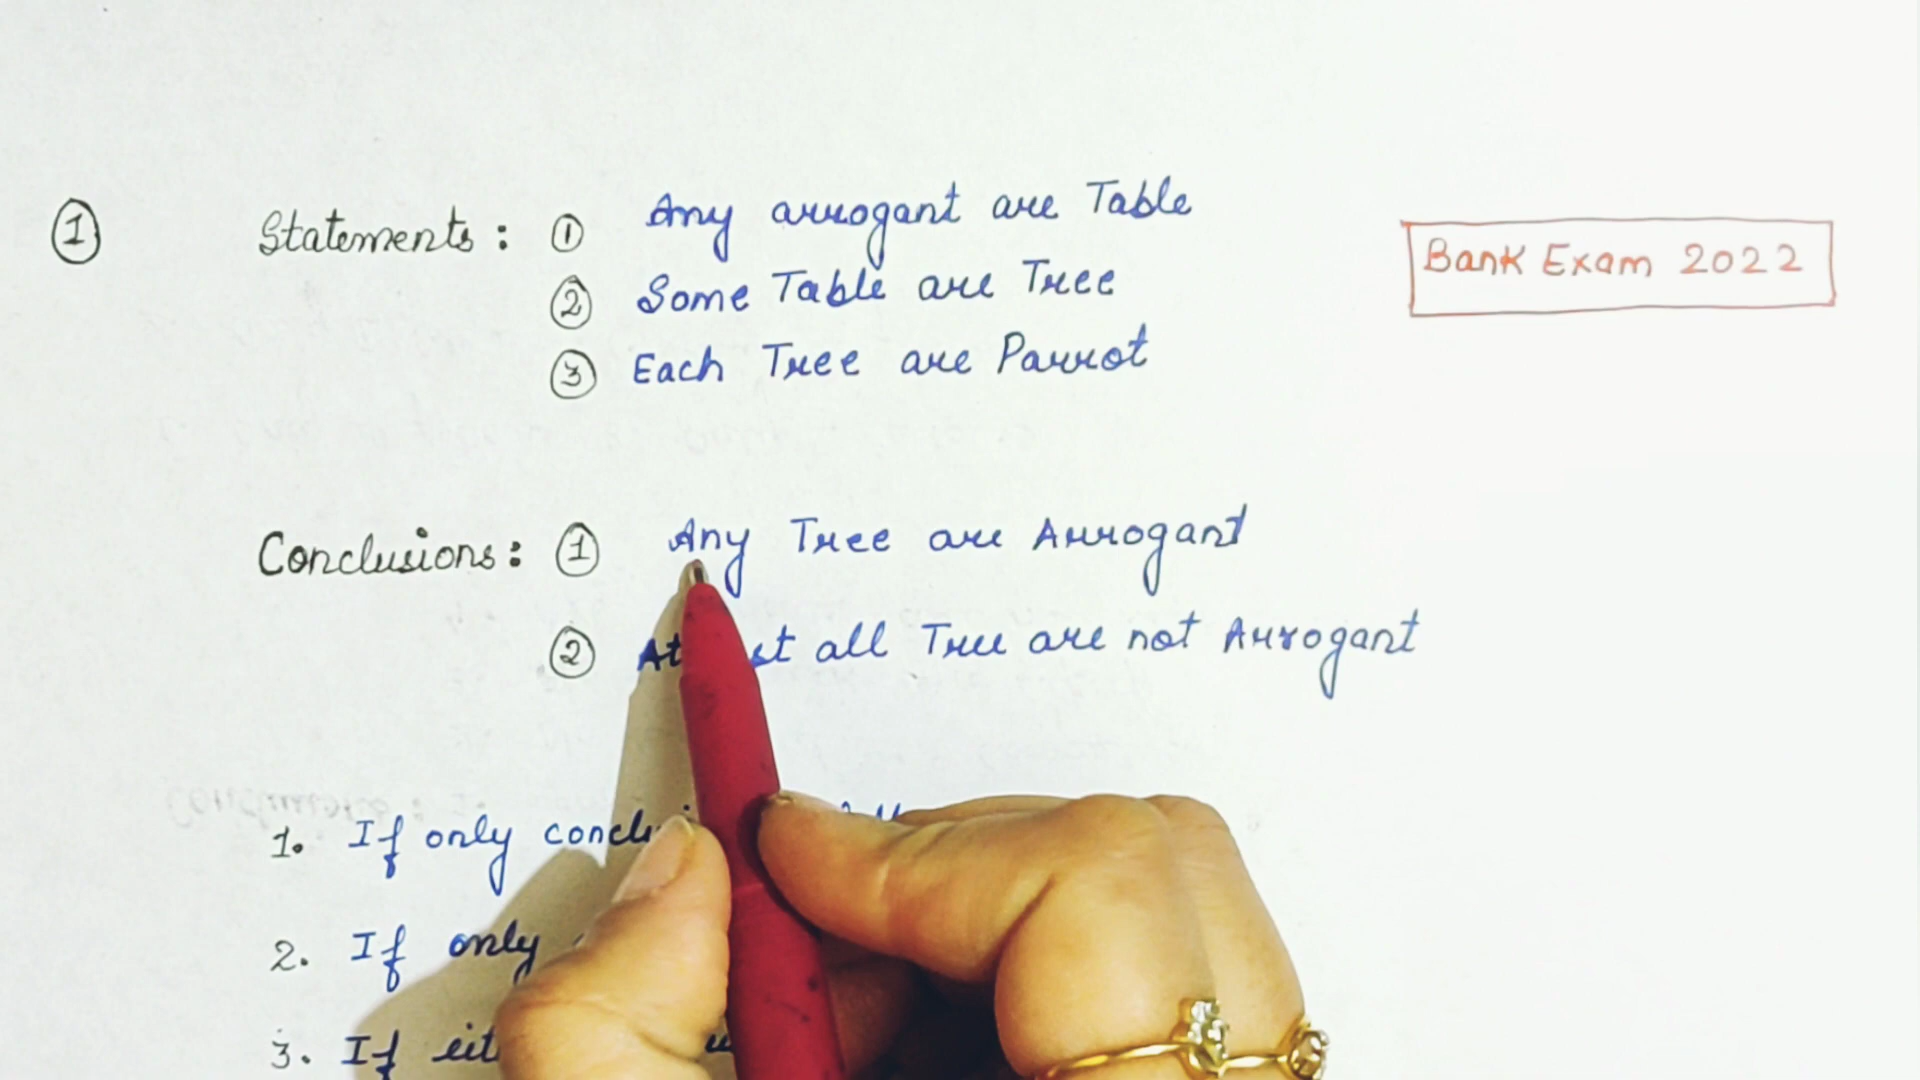 ① Statements : ① Any arrogant are Table
② Some Table are Tree
③ Each Tree are Parrot
Bank Exam 2022
Conclusions : ① Any Tree are Arrogant
② all Tree are not Arrogant
1. If only
2. If only
3. If